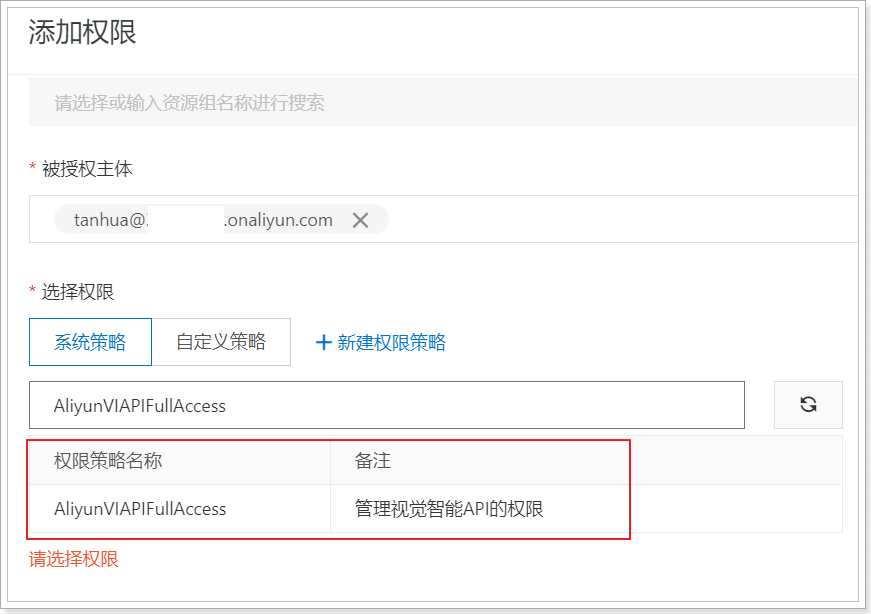 添加权限
请选择或输入资源组名称进行搜索
* 被授权主体
tanhua@ .onaliyun.com
* 选择权限
系统策略 自定义策略 + 新建权限策略
AliyunVIAPIFullAccess
权限策略名称 备注
AliyunVIAPIFullAccess 管理视觉智能API的权限
请选择权限